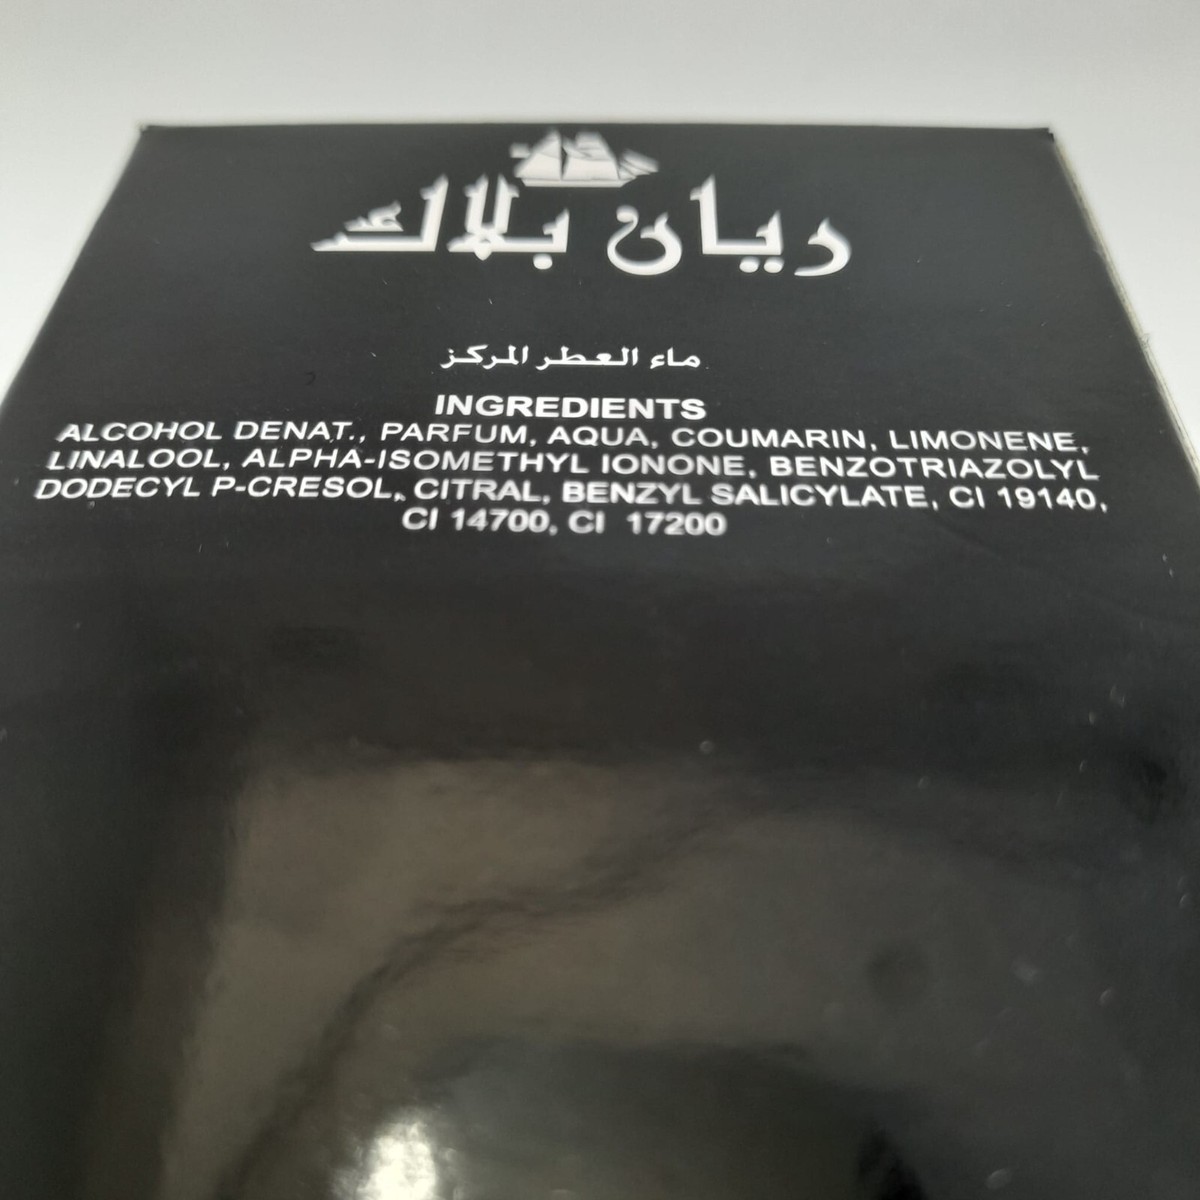 ريان بلاك
ماء العطر المركز
INGREDIENTS
ALCOHOL DENAT., PARFUM, AQUA, COUMARIN, LIMONENE,
LINALOOL, ALPHA-ISOMETHYL IONONE, BENZOTRIAZOLYL
DODECYL P-CRESOL, CITRAL, BENZYL SALICYLATE, CI 19140,
CI 14700, CI 17200